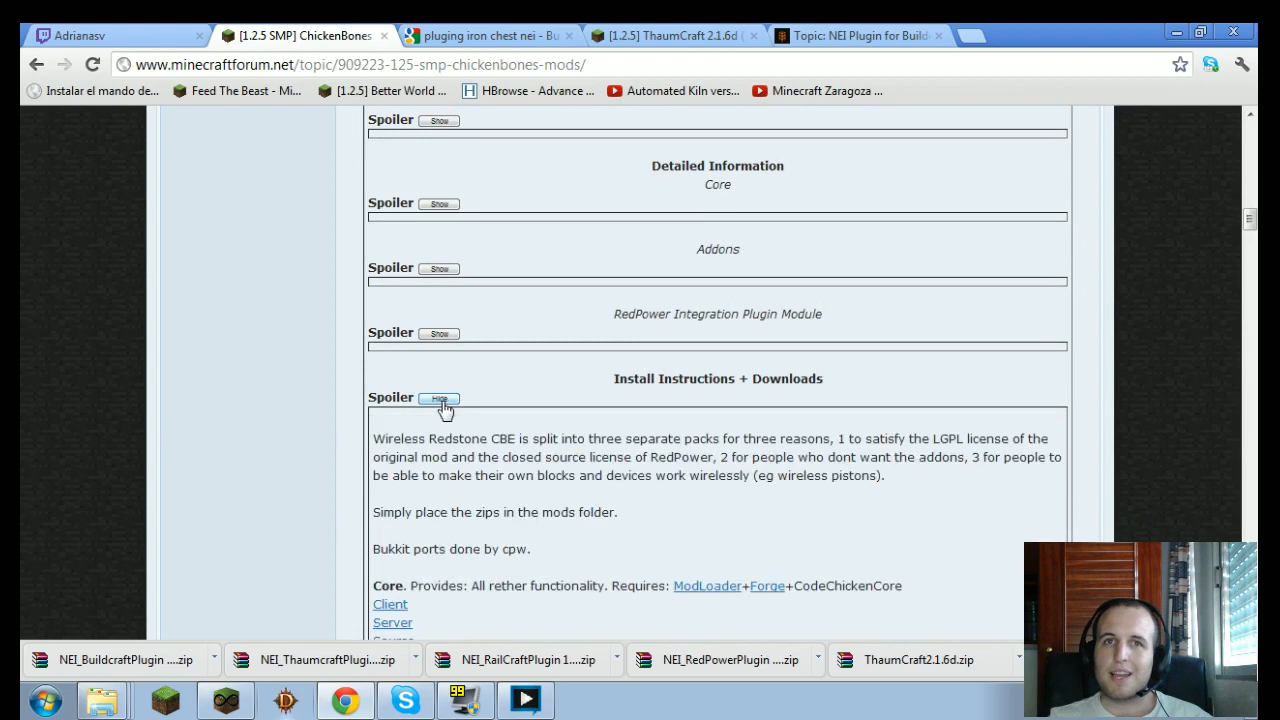 Adrianasv
[1.2.5 SMP] ChickenBones
pluging iron chest nei - Bu
[1.2.5] ThaumCraft 2.1.6d (
Topic: NEI Plugin for Build
www.minecraftforum.net/topic/909223-125-smp-chickenbones-mods/
Instalar el mando de...
Feed The Beast - Mi...
[1.2.5] Better World ...
HBrowse - Advance ...
Automated Kiln vers...
Minecraft Zaragoza ...
Spoiler Show
Detailed Information
Core
Spoiler Show
Addons
Spoiler Show
RedPower Integration Plugin Module
Spoiler Show
Install Instructions + Downloads
Spoiler Hide
Wireless Redstone CBE is split into three separate packs for three reasons, 1 to satisfy the LGPL license of the
original mod and the closed source license of RedPower, 2 for people who dont want the addons, 3 for people to
be able to make their own blocks and devices work wirelessly (eg wireless pistons).
Simply place the zips in the mods folder.
Bukkit ports done by cpw.
Core. Provides: All rether functionality. Requires: ModLoader+Forge+CodeChickenCore
Client
Server
NEI_BuildcraftPlugin ....zip
NEI_ThaumcraftPlugi....zip
NEI_RailCraftPlugin 1....zip
NEI_RedPowerPlugin ....zip
ThaumCraft2.1.6d.zip
99